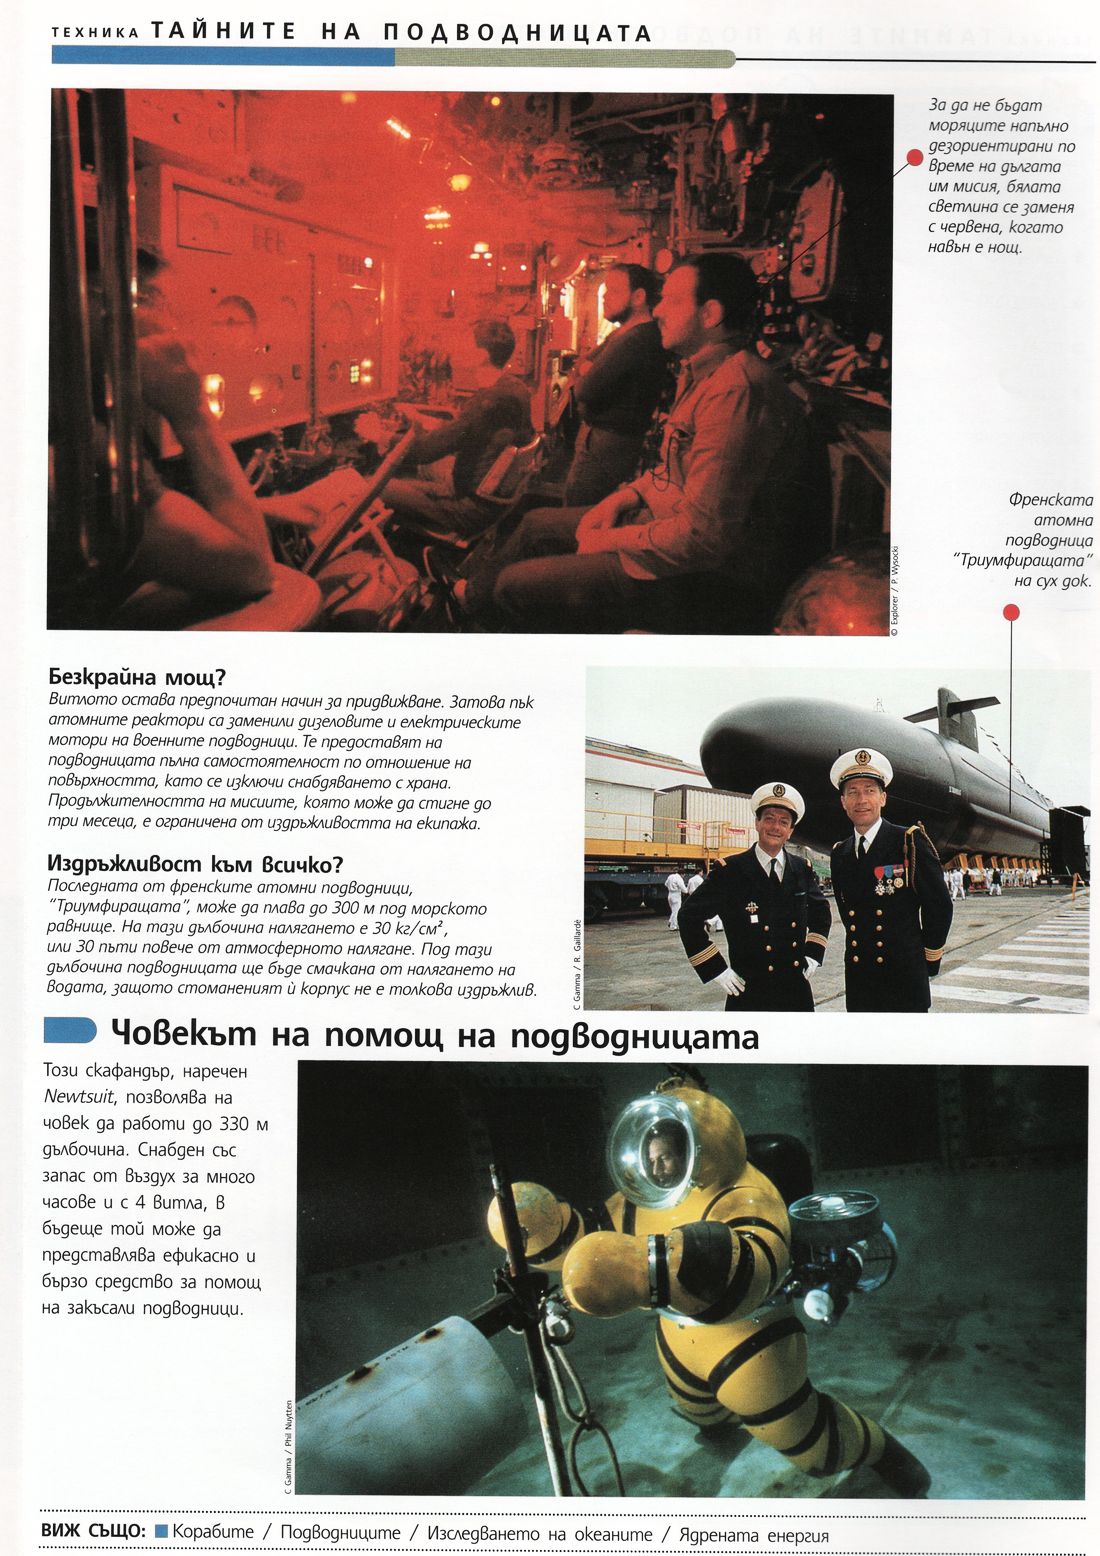 ТЕХНИКА ТАЙНИТЕ НА ПОДВОДНИЦАТА
За да не бъдат
моряците напълно
дезориентирани по
време на дългата
им мисия, бялата
светлина се заменя
с червена, когато
навън е нощ.
© Explorer / P. Wysocki
Френската
атомна
подводница
“Триумфиращата”
на сух док.
Безкрайна мощ?
Витлото остава предпочитан начин за придвижване. Затова пък
атомните реактори са заменили дизеловите и електрическите
мотори на военните подводници. Те предоставят на
подводницата пълна самостоятелност по отношение на
повърхността, като се изключи снабдяването с храна.
Продължителността на мисиите, която може да стигне до
три месеца, е ограничена от издръжливостта на екипажа.
Издръжливост към всичко?
Последната от френските атомни подводници,
“Триумфиращата”, може да плава до 300 м под морското
равнище. На тази дълбочина налягането е 30 kг/см²,
или 30 пъти повече от атмосферното налягане. Под тази
дълбочина подводницата ще бъде смачкана от налягането на
водата, защото стоманеният ѝ корпус не е толкова издръжлив.
C Gamma / R. Gaillardè
Човекът на помощ на подводницата
Този скафандър, наречен
Newtsuit, позволява на
човек да работи до 330 м
дълбочина. Снабден със
запас от въздух за много
часове и с 4 витла, в
бъдеще той може да
представлява ефикасно и
бързо средство за помощ
на закъсали подводници.
C Gamma / Phil Nuytten
ВИЖ СЪЩО: Корабите / Подводниците / Изследването на океаните / Ядрената енергия